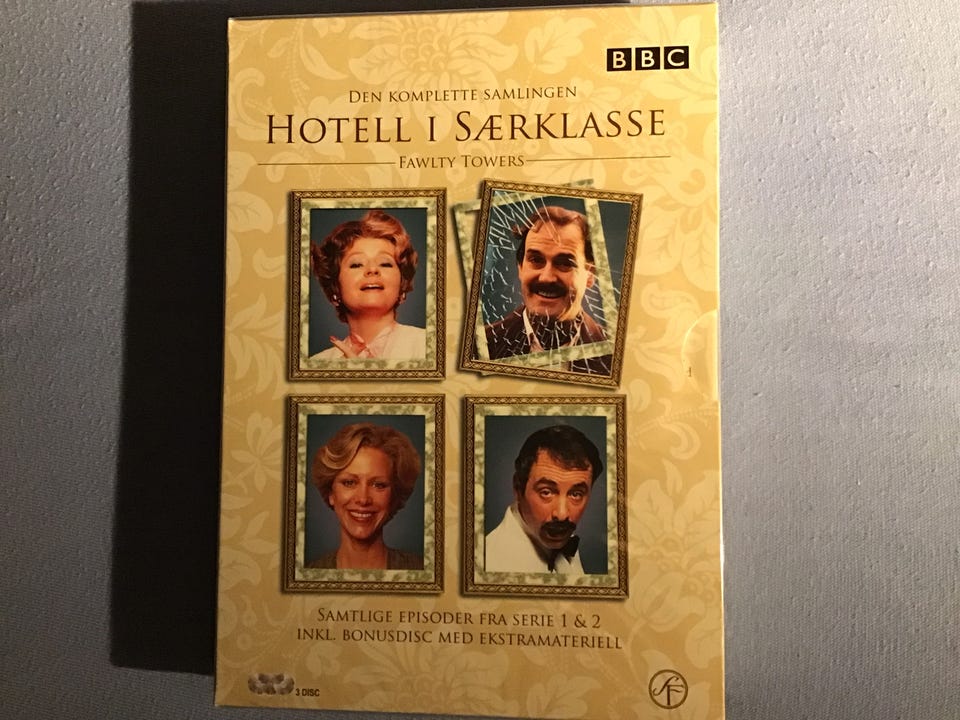 BBC
DEN KOMPLETTE SAMLINGEN
HOTELL I SÆRKLASSE
FAWLTY TOWERS
SAMTLIGE EPISODER FRA SERIE 1 & 2
INKL. BONUSDISC MED EKSTRAMATERIELL
3 DISC
SF